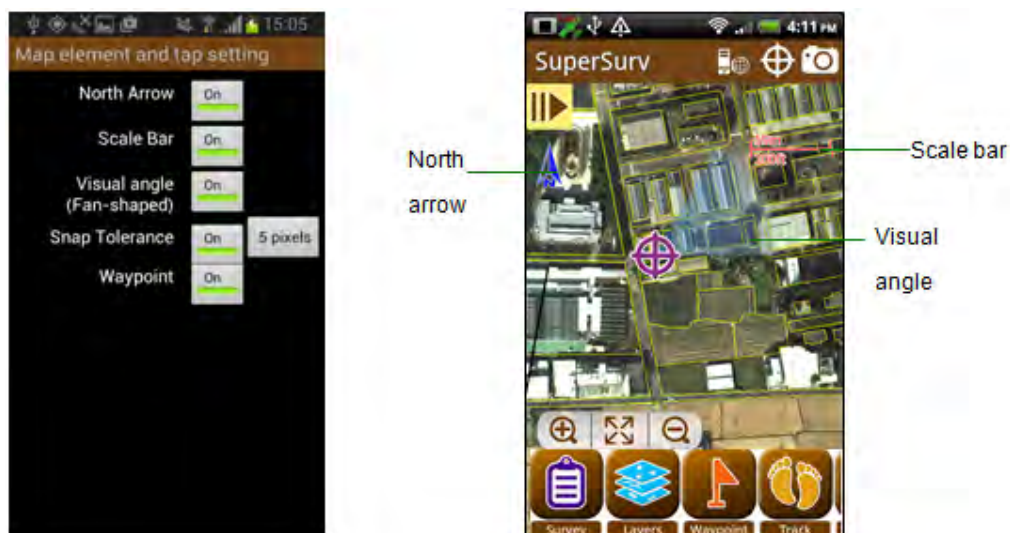 15:05
Map element and tap setting
North Arrow On
Scale Bar On
Visual angle On
(Fan-shaped)
Snap Tolerance On 5 pixels
Waypoint On
North
arrow
4:11 PM
SuperSurv
N
Scale bar
Visual
angle
Survey Layers Waypoint Track